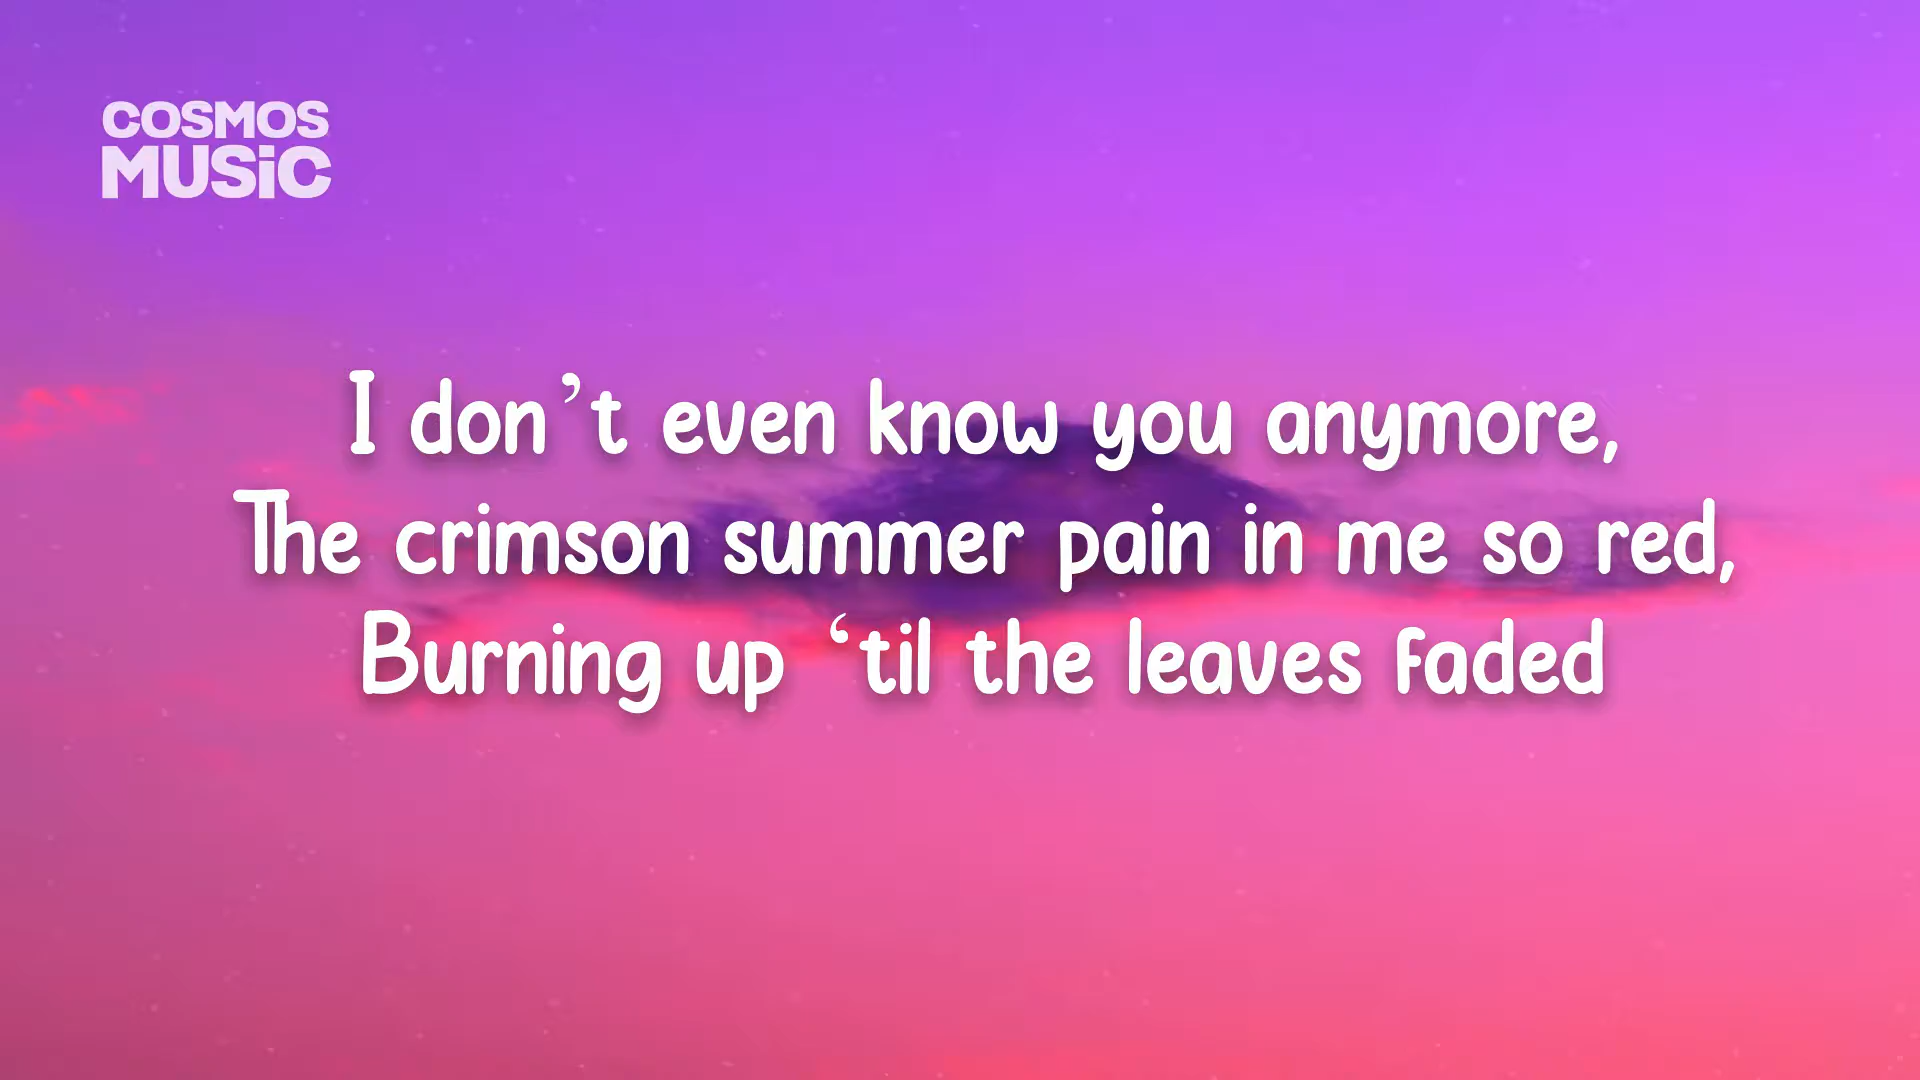 COSMOS
MUSiC
I don’t even know you anymore,
The crimson summer pain in me so red,
Burning up ‘til the leaves faded